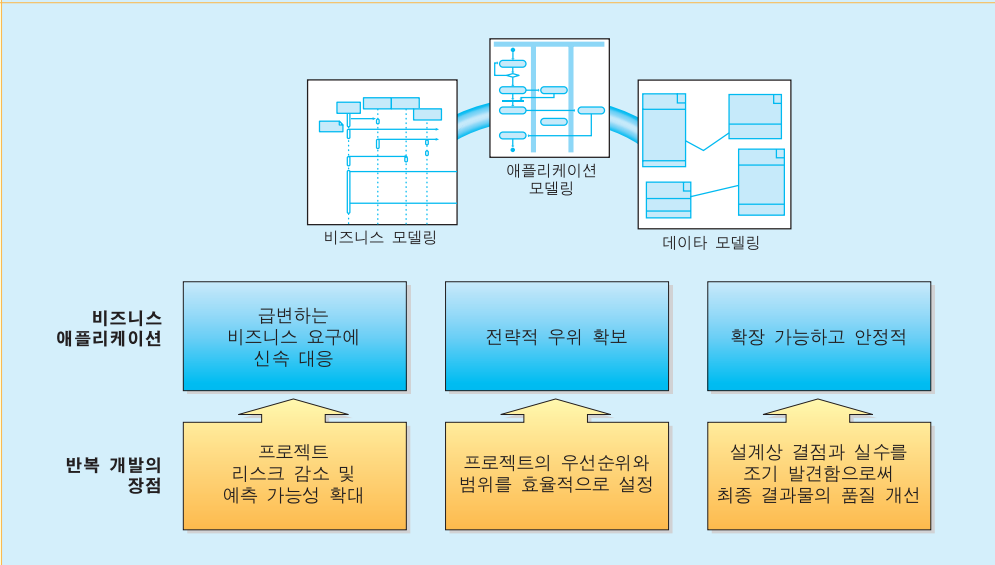 애플리케이션
모델링
비즈니스 모델링
데이타 모델링
비즈니스
애플리케이션
급변하는
비즈니스 요구에
신속 대응
전략적 우위 확보
확장 가능하고 안정적
반복 개발의
장점
프로젝트
리스크 감소 및
예측 가능성 확대
프로젝트의 우선순위와
범위를 효율적으로 설정
설계상 결점과 실수를
조기 발견함으로써
최종 결과물의 품질 개선